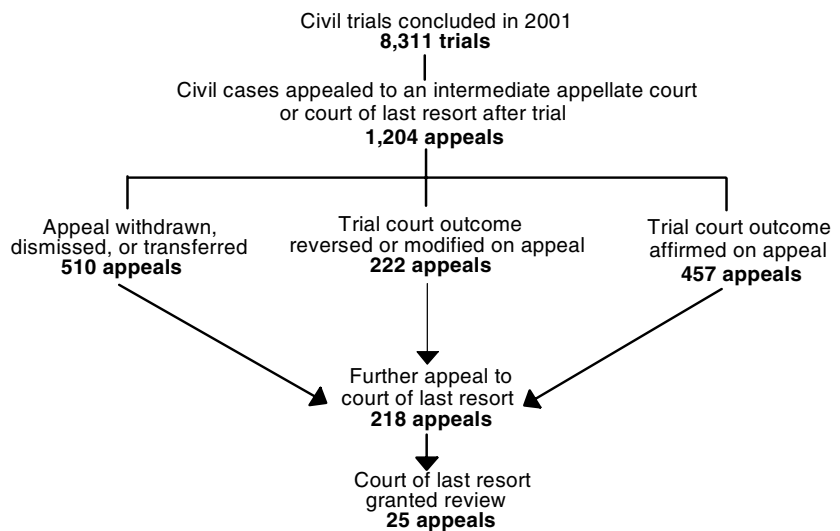 Civil trials concluded in 2001
8,311 trials
Civil cases appealed to an intermediate appellate court
or court of last resort after trial
1,204 appeals
Appeal withdrawn,
dismissed, or transferred
510 appeals
Trial court outcome
reversed or modified on appeal
222 appeals
Trial court outcome
affirmed on appeal
457 appeals
Further appeal to
court of last resort
218 appeals
Court of last resort
granted review
25 appeals